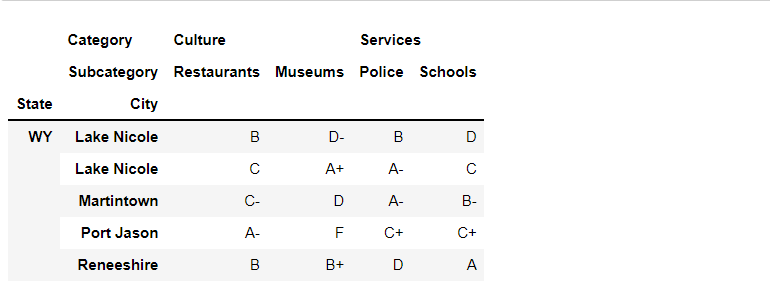 Category Culture Services
Subcategory Restaurants Museums Police Schools
State City
WY Lake Nicole B D- B D
Lake Nicole C A+ A- C
Martintown C- D A- B-
Port Jason A- F C+ C+
Reneeshire B B+ D A